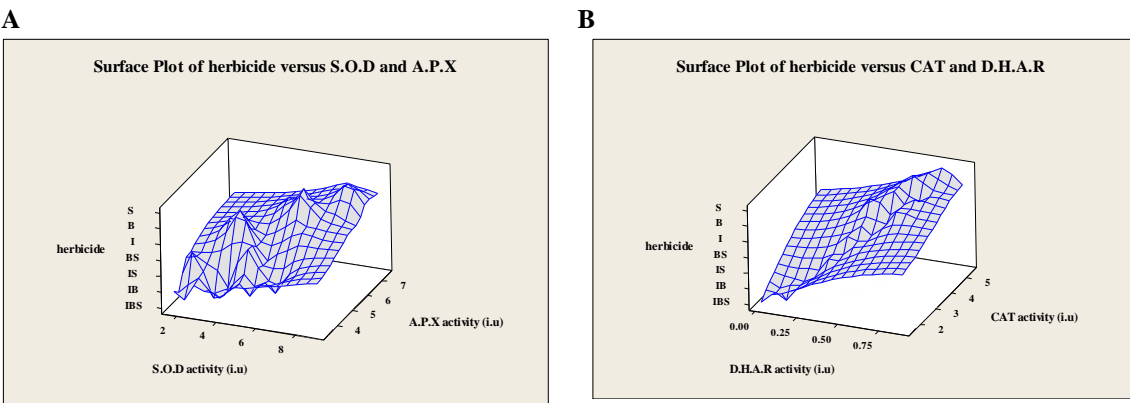 A
Surface Plot of herbicide versus S.O.D and A.P.X
S
B
I
BS
IS
IB
IBS
herbicide
2
4
6
8
S.O.D activity (i.u)
4
5
6
7
A.P.X activity (i.u)
B
Surface Plot of herbicide versus CAT and D.H.A.R
S
B
I
BS
IS
IB
IBS
herbicide
0.00
0.25
0.50
0.75
D.H.A.R activity (i.u)
2
3
4
5
CAT activity (i.u)